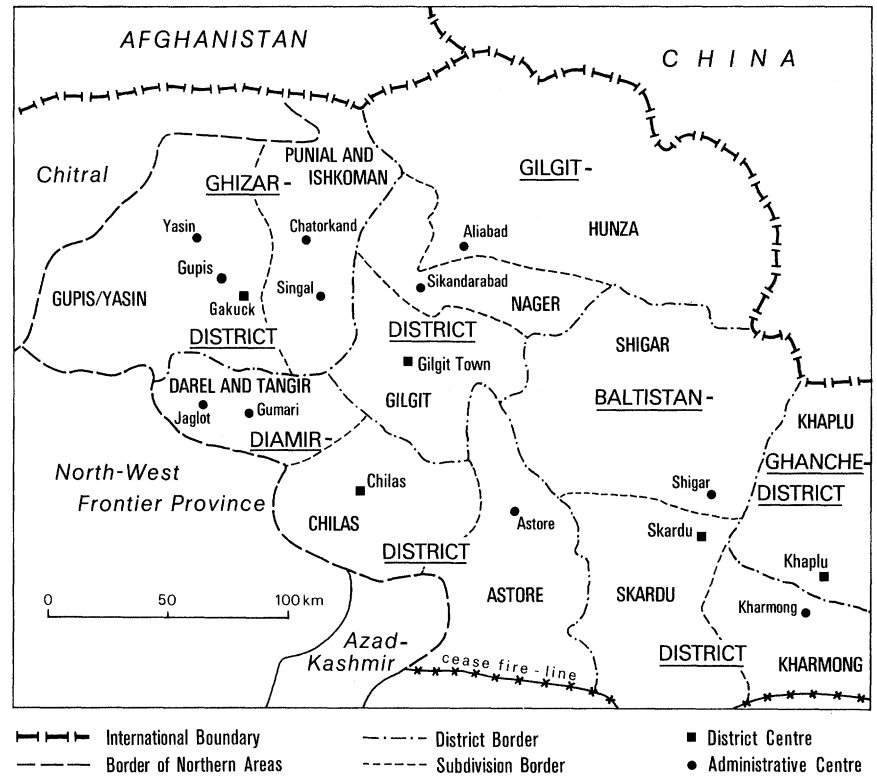 AFGHANISTAN
CHINA
Chitral
PUNIAL AND
ISHKOMAN
GHIZAR-
GILGIT-
Yasin
Chatorkand
Aliabad
HUNZA
Gupis
Singal
Sikandarabad
GUPIS/YASIN
Gakuck
NAGER
DISTRICT
DISTRICT
SHIGAR
Gilgit Town
DAREL AND TANGIR
GILGIT
BALTISTAN-
Jaglot
Gumari
KHAPLU
DIAMIR-
GHANCHE-
DISTRICT
North-West
Frontier Province
Chilas
Shigar
CHILAS
Astore
Skardu
DISTRICT
Khaplu
ASTORE
SKARDU
Kharmong
0 50 100 km
Azad-
Kashmir
cease fire-line
DISTRICT
KHARMONG
International Boundary
District Border
District Centre
Border of Northern Areas
Subdivision Border
Administrative Centre